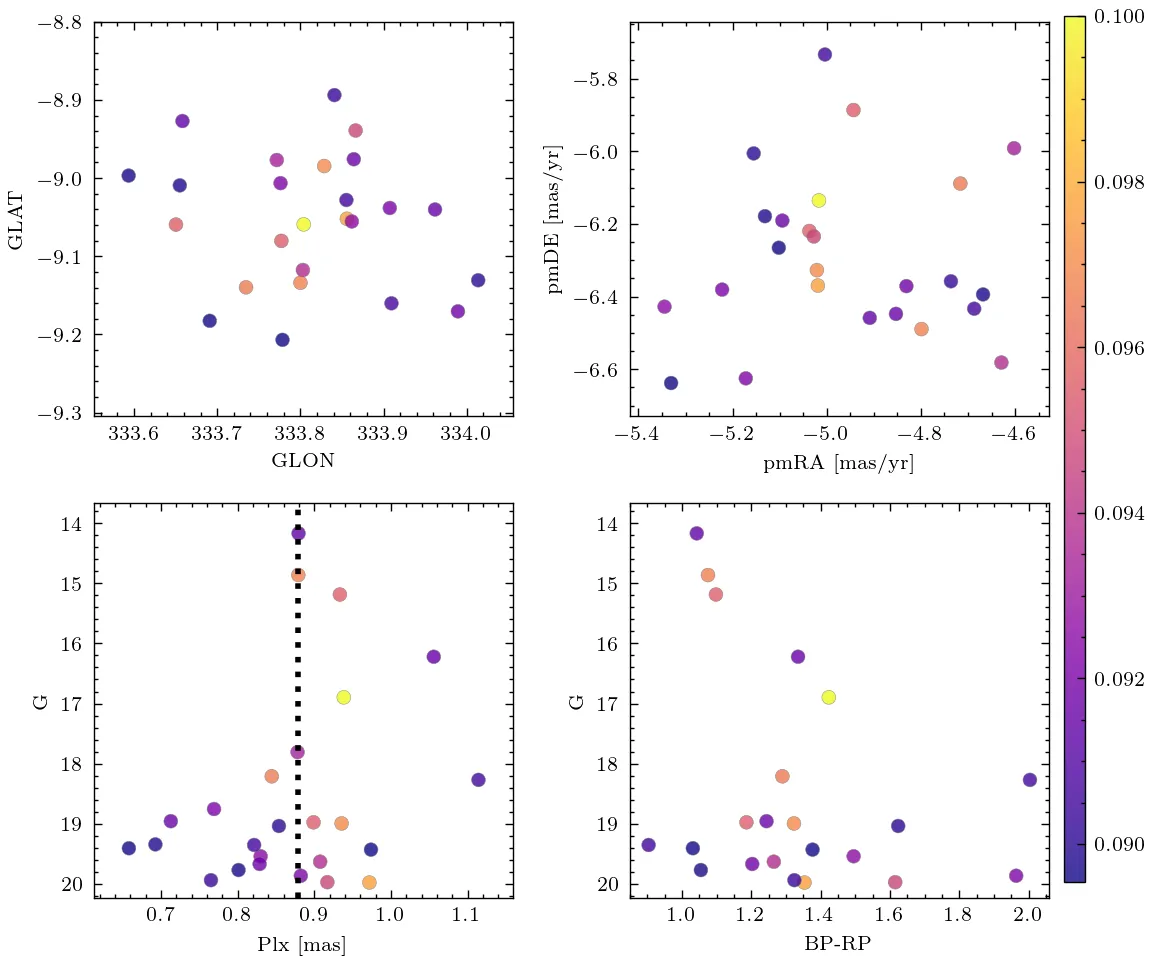 −8.8
−8.9
−9.0
−9.1
−9.2
−9.3
GLAT
333.6 333.7 333.8 333.9 334.0
GLON
−5.8
−6.0
−6.2
−6.4
−6.6
pmDE [mas/yr]
−5.4 −5.2 −5.0 −4.8 −4.6
pmRA [mas/yr]
14
15
16
17
18
19
20
G
0.7 0.8 0.9 1.0 1.1
Plx [mas]
14
15
16
17
18
19
20
G
1.0 1.2 1.4 1.6 1.8 2.0
BP-RP
0.100
0.098
0.096
0.094
0.092
0.090